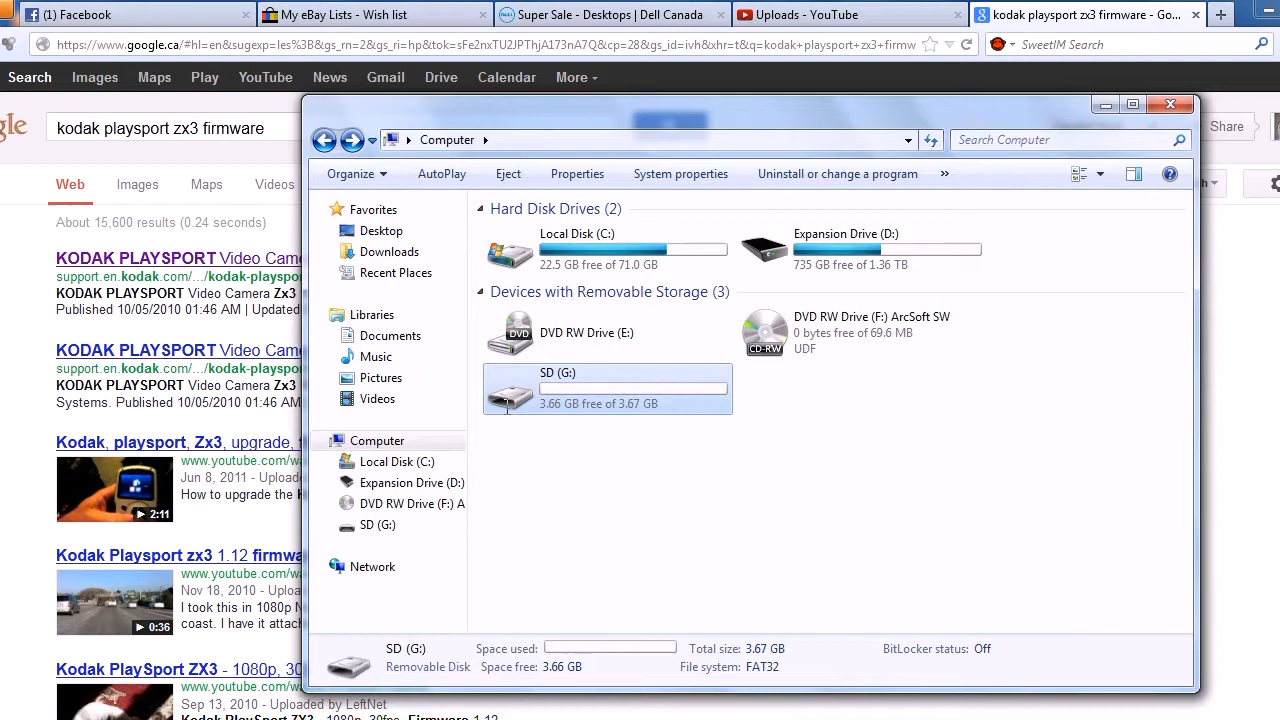 (1) Facebook
My eBay Lists - Wish list
Super Sale - Desktops | Dell Canada
Uploads - YouTube
kodak playsport zx3 firmware - Go...
https://www.google.ca/#hl=en&sugexp=les%3B&gs_rn=2&gs_ri=hp&tok=sFe2nxTU2JPThjA173pA7Q&cp=28&gs_id=ivh&xhr=t&q=kodak+playsport+zx3+firmw
SweetIM Search
Search Images Maps Play YouTube News Gmail Drive Calendar More
gle
kodak playsport zx3 firmware
Share
Web Images Maps Videos
About 15,600 results (0.24 seconds)
KODAK PLAYSPORT Video Came
support.en.kodak.com/.../kodak-playspo
KODAK PLAYSPORT Video Camera Zx3
Published 10/05/2010 01:46 AM | Updated
KODAK PLAYSPORT Video Came
support.en.kodak.com/.../kodak-playspo
Systems. Published 10/05/2010 01:46 AM
Kodak, playsport, Zx3, upgrade,
www.youtube.com/wa
Jun 8, 2011 - Uploade
How to upgrade the K
2:11
Kodak Playsport zx3 1.12 firmwa
www.youtube.com/wa
Nov 18, 2010 - Uploa
I took this in 1080p N
coast. I have it attach
0:36
Kodak PlaySport ZX3 - 1080p, 30
www.youtube.com/wa
Sep 13, 2010 - Uploaded by LeftNet
Kodak PlaySport ZX3 - 1080p, 30fps, Firmware 1.12
Computer
Search Computer
Organize AutoPlay Eject Properties System properties Uninstall or change a program »
Favorites
Desktop
Downloads
Recent Places
Libraries
Documents
Music
Pictures
Videos
Computer
Local Disk (C:)
Expansion Drive (D:)
DVD RW Drive (F:) A
SD (G:)
Network
Hard Disk Drives (2)
Local Disk (C:)
22.5 GB free of 71.0 GB
Expansion Drive (D:)
735 GB free of 1.36 TB
Devices with Removable Storage (3)
DVD
DVD RW Drive (E:)
CD-RW
DVD RW Drive (F:) ArcSoft SW
0 bytes free of 69.6 MB
UDF
SD (G:)
3.66 GB free of 3.67 GB
SD (G:) Space used: Total size: 3.67 GB BitLocker status: Off
Removable Disk Space free: 3.66 GB File system: FAT32